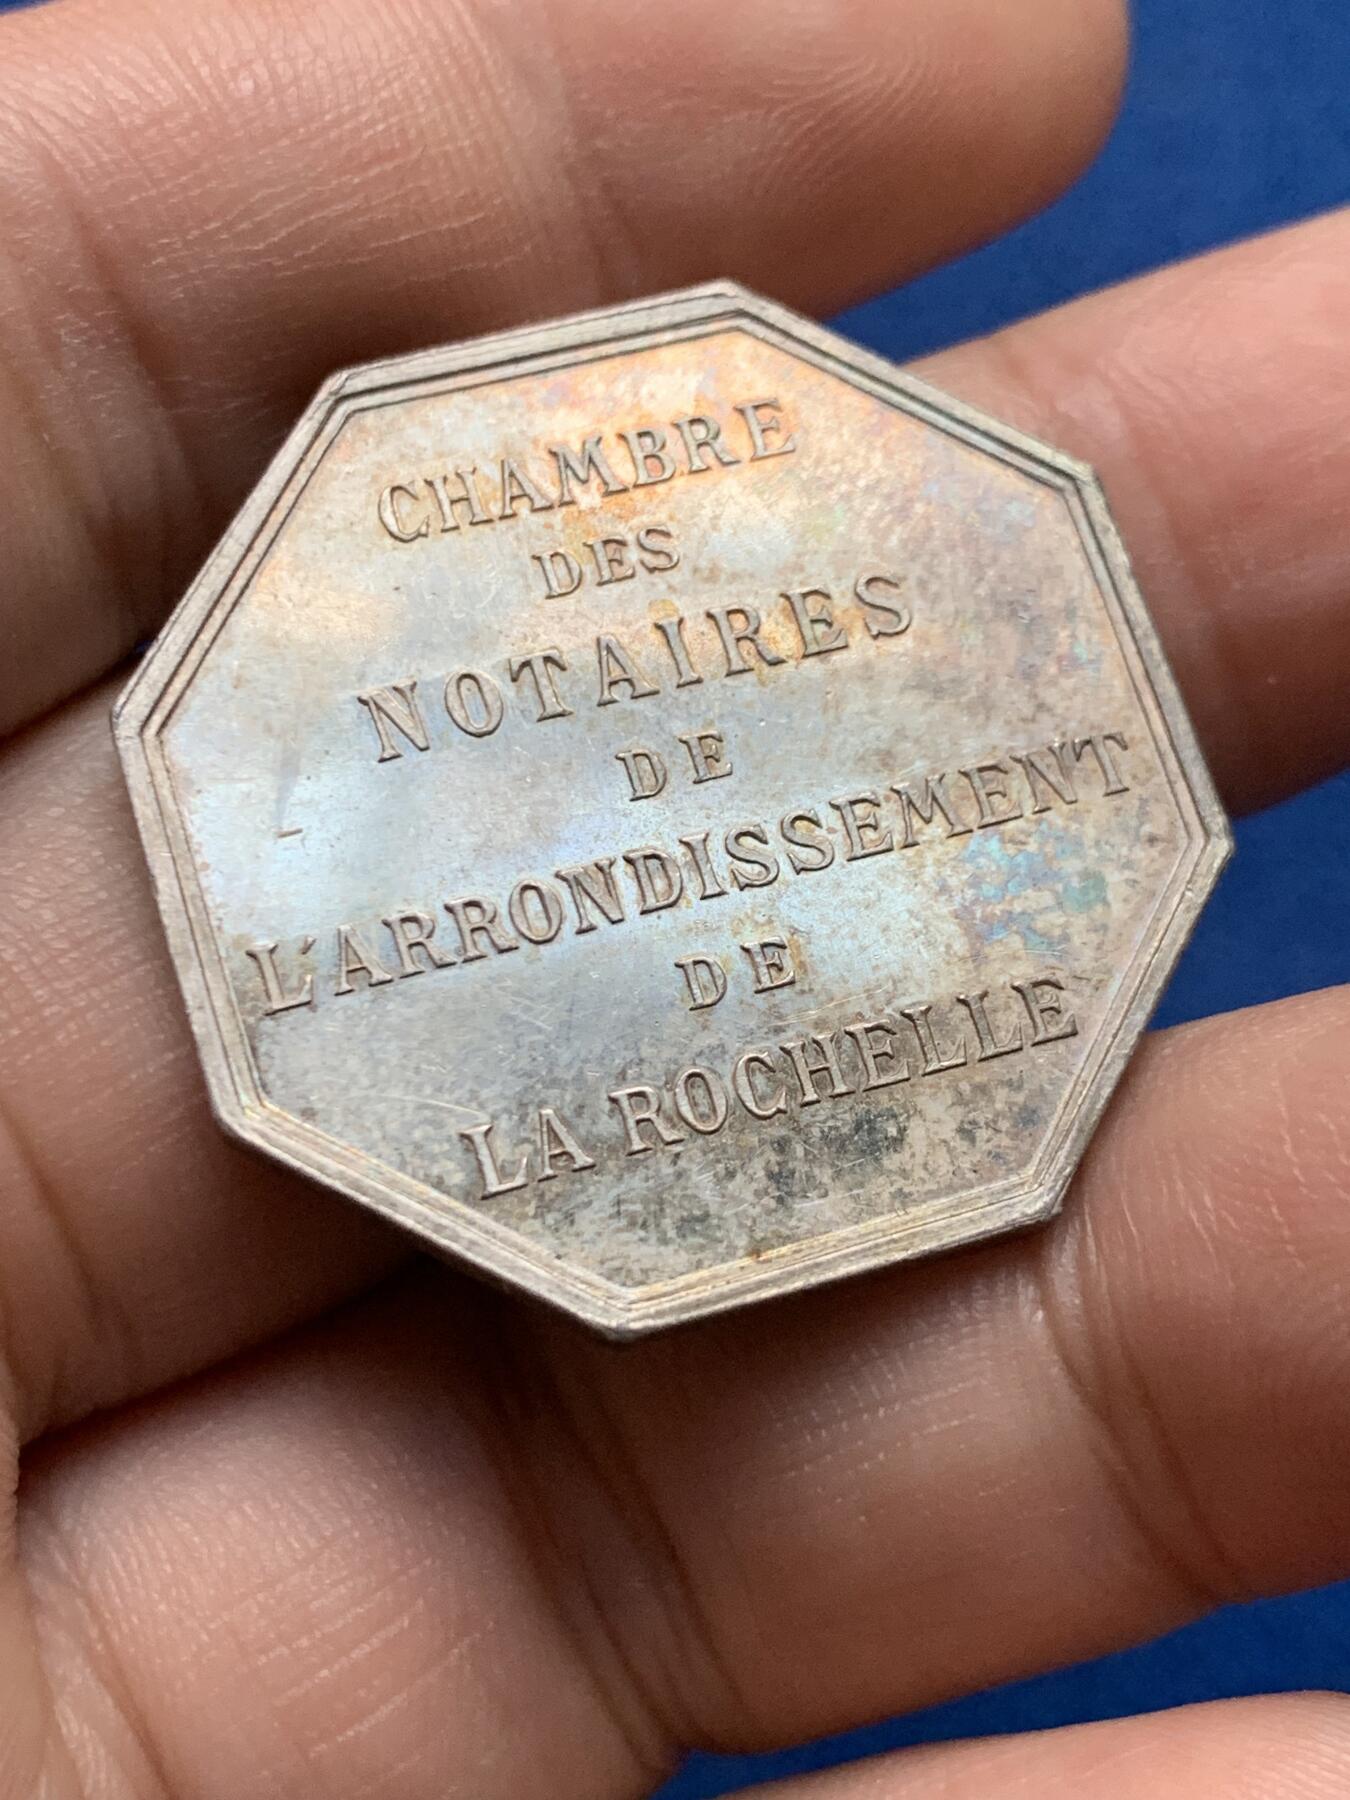 CHAMBRE
DES
NOTAIRES
DE
L'ARRONDISSEMENT
DE
LA ROCHELLE